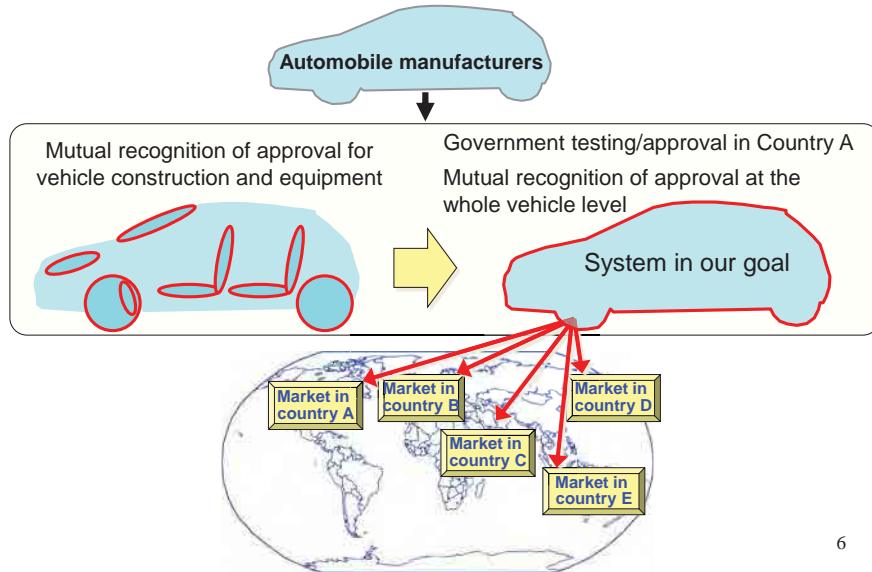 Automobile manufacturers
Mutual recognition of approval for
vehicle construction and equipment
Government testing/approval in Country A
Mutual recognition of approval at the
whole vehicle level
System in our goal
Market in
country A
Market in
country B
Market in
country C
Market in
country D
Market in
country E
6